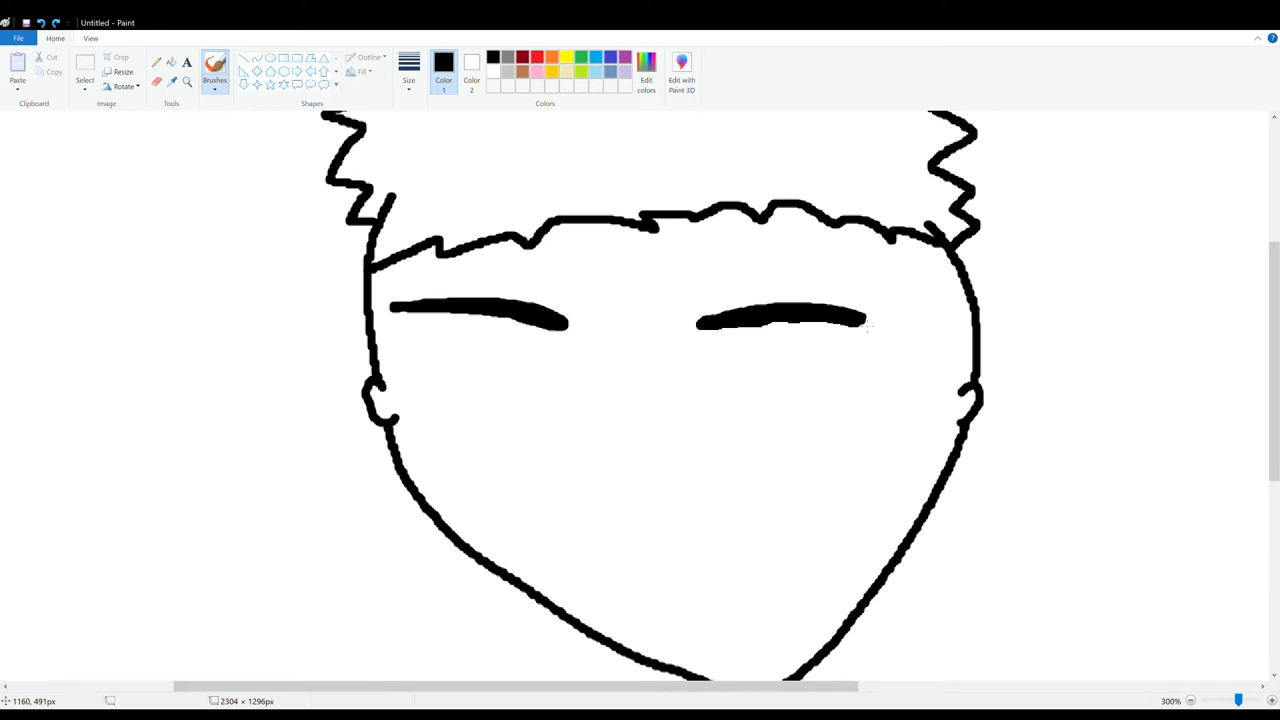 Untitled - Paint
File Home View
Cut
Copy
Paste
Clipboard
Select
Crop
Resize
Rotate
Image
A
Tools
Brushes
Outline
Fill
Shapes
Size
Color
1
Color
2
Edit
colors
Colors
Edit with
Paint 3D
1160, 491px
2304 × 1296px
300%